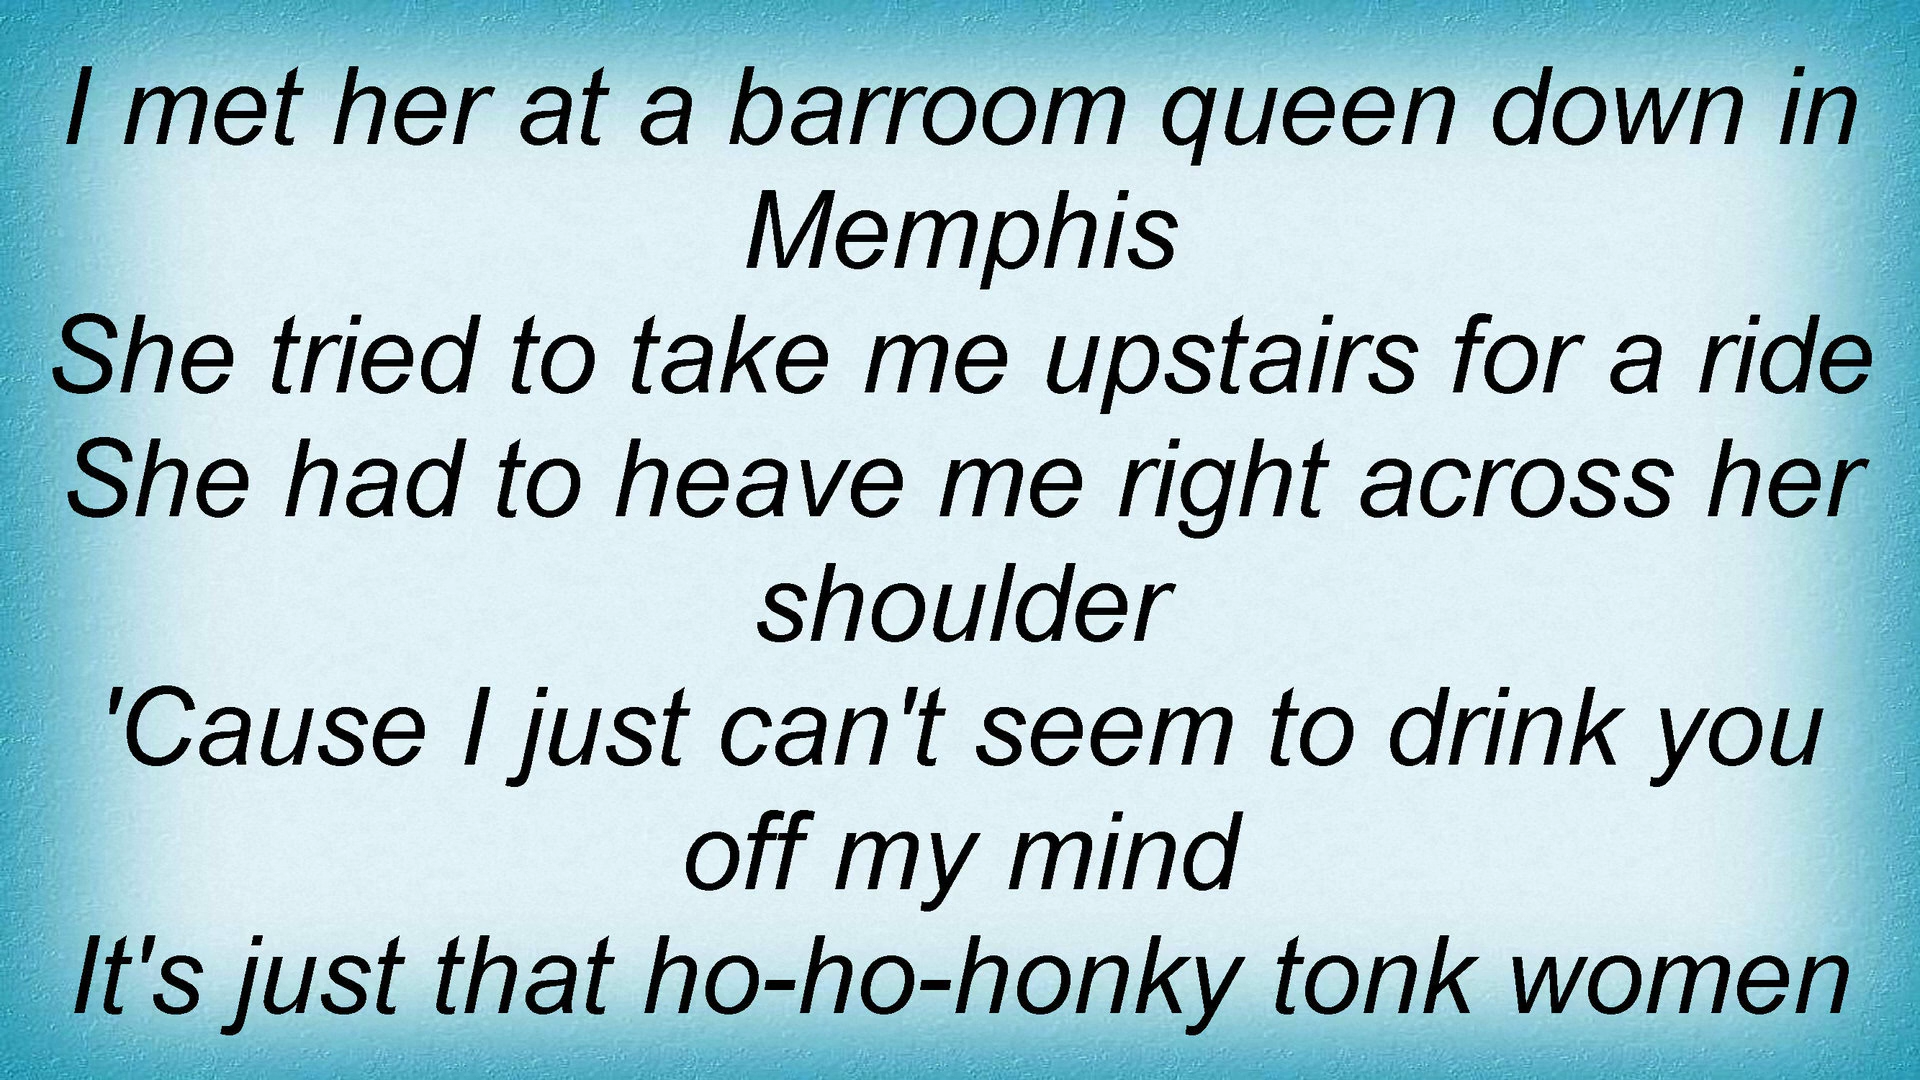 I met her at a barroom queen down in
Memphis
She tried to take me upstairs for a ride
She had to heave me right across her
shoulder
'Cause I just can't seem to drink you
off my mind
It's just that ho-ho-honky tonk women